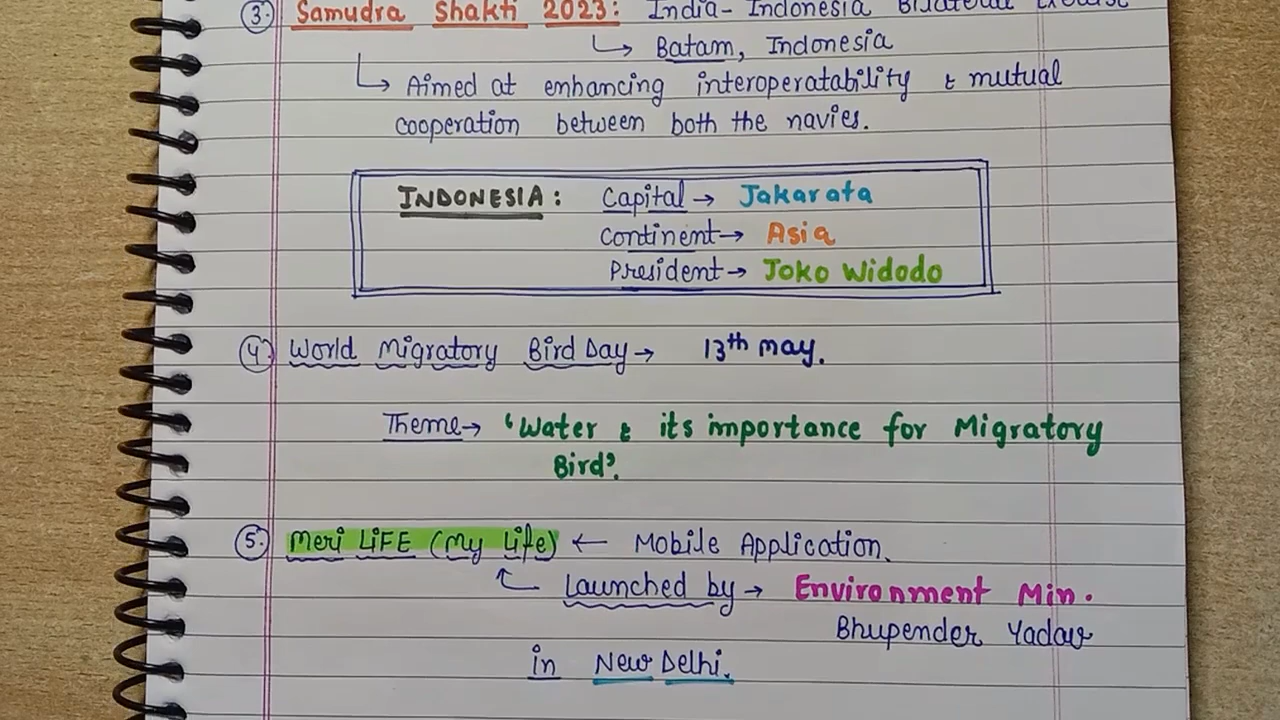 3. Samudra Shakti 2023: India-Indonesia Bilateral Exercise
↳ Batam, Indonesia
↳ Aimed at enhancing interoperatability & mutual
cooperation between both the navies.
INDONESIA: Capital → Jakarata
Continent → Asia
President → Joko Widodo
4. World Migratory Bird Day → 13th may.
Theme → 'Water & its importance for Migratory
Bird'.
5. Meri LiFE (My Life) ← Mobile Application.
Launched by → Environment Min.
Bhupender Yadav
in New Delhi.